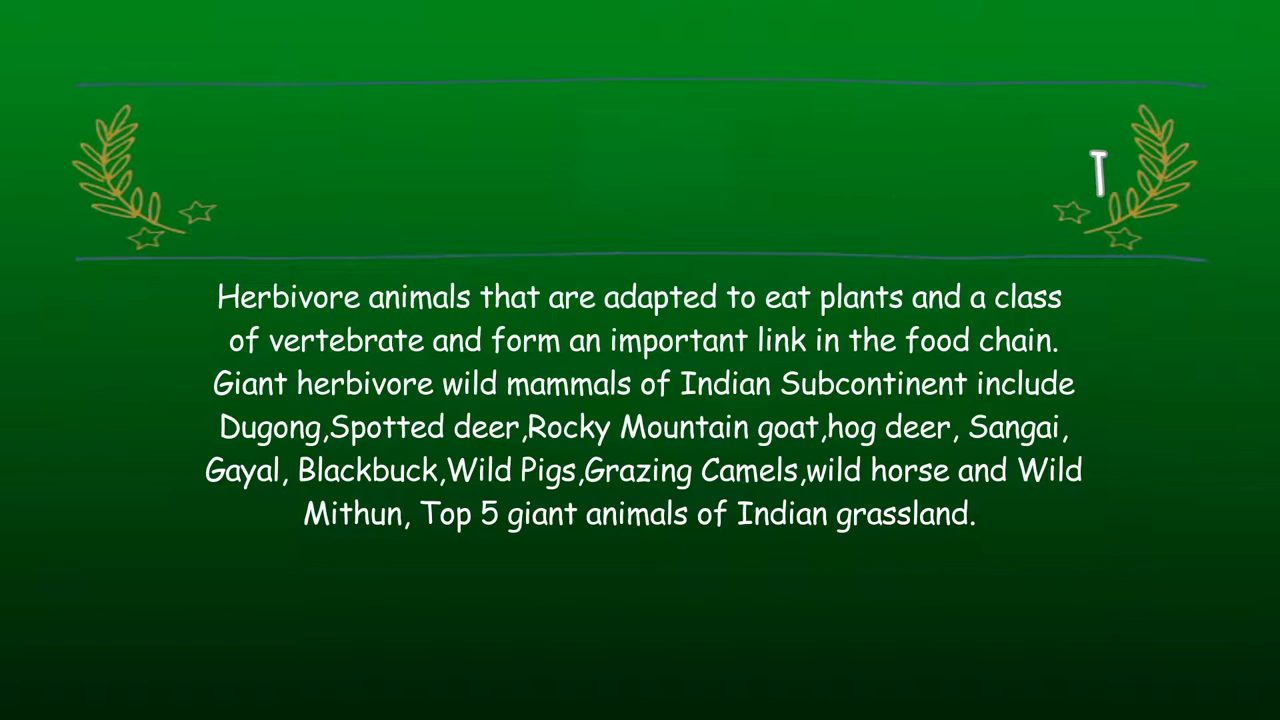 T
Herbivore animals that are adapted to eat plants and a class
of vertebrate and form an important link in the food chain.
Giant herbivore wild mammals of Indian Subcontinent include
Dugong,Spotted deer,Rocky Mountain goat,hog deer, Sangai,
Gayal, Blackbuck,Wild Pigs,Grazing Camels,wild horse and Wild
Mithun, Top 5 giant animals of Indian grassland.